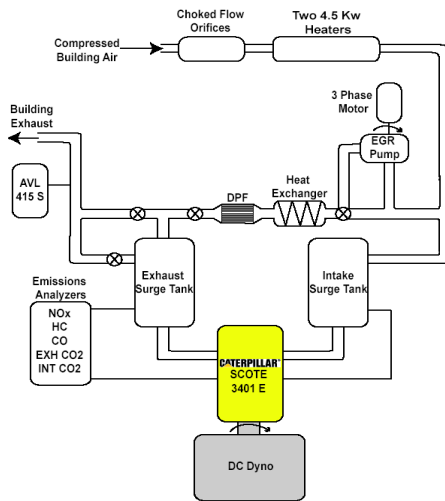 Choked Flow
Orifices
Two 4.5 Kw
Heaters
Compressed
Building Air
3 Phase
Motor
Building
Exhaust
EGR
Pump
AVL
415 S
DPF
Heat
Exchanger
Emissions
Analyzers
NOx
HC
CO
EXH CO2
INT CO2
Exhaust
Surge Tank
Intake
Surge Tank
CATERPILLAR
SCOTE
3401 E
DC Dyno